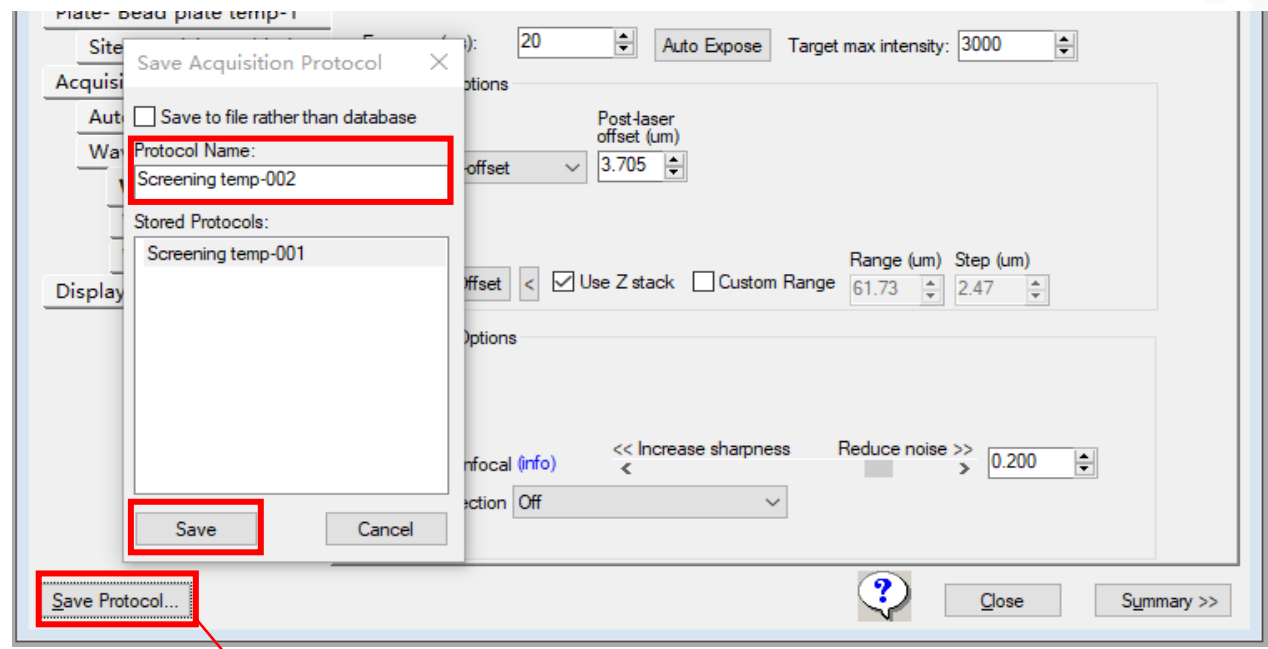 Plate- Bead plate temp-1
Site
Save Acquisition Protocol
s): 20 Auto Expose Target max intensity: 3000
Acquisi
ptions
Save to file rather than database
Aut
Post-laser
offset (um)
Protocol Name:
Wav
-offset 3.705
Screening temp-002
Stored Protocols:
Screening temp-001
Range (um) Step (um)
Display
ffset < Use Z stack Custom Range 61.73 2.47
Options
<< Increase sharpness Reduce noise >>
nfocal (info) < > 0.200
ection Off
Save Cancel
Save Protocol...
? Close Summary >>